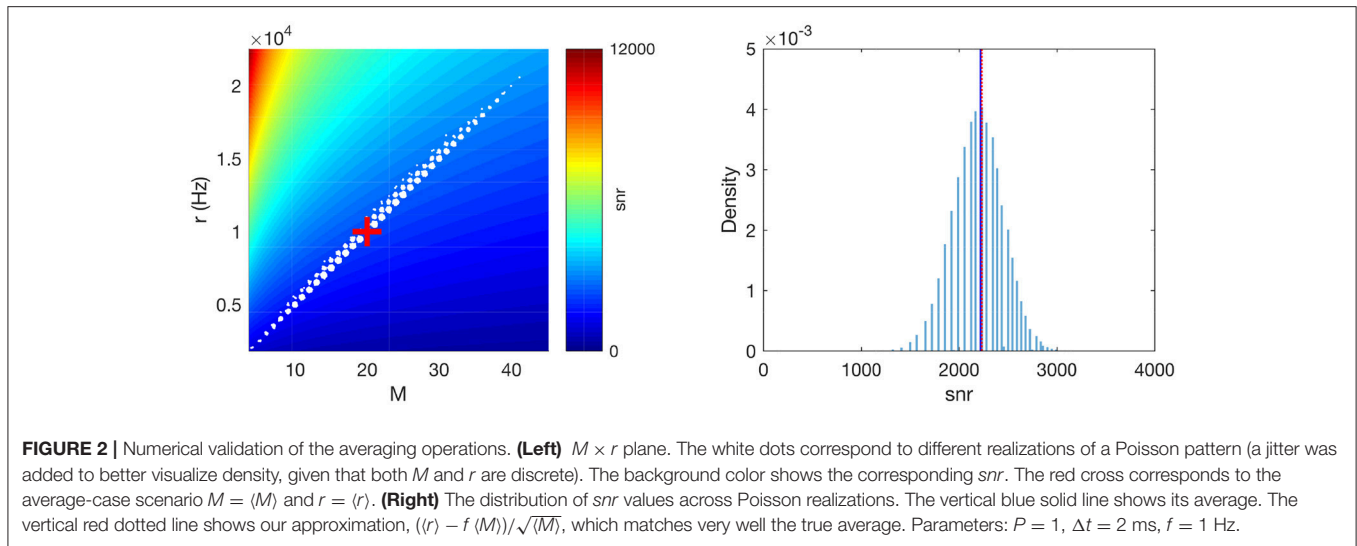 ×10⁴
2
1.5
1
0.5
r (Hz)
10
20
30
40
M
12000
0
snr
×10⁻³
5
4
3
2
1
0
Density
0
1000
2000
3000
4000
snr
FIGURE 2 | Numerical validation of the averaging operations. (Left) M × r plane. The white dots correspond to different realizations of a Poisson pattern (a jitter was
added to better visualize density, given that both M and r are discrete). The background color shows the corresponding snr. The red cross corresponds to the
average-case scenario M = ⟨M⟩ and r = ⟨r⟩. (Right) The distribution of snr values across Poisson realizations. The vertical blue solid line shows its average. The
vertical red dotted line shows our approximation, (⟨r⟩ − f ⟨M⟩)/√⟨M⟩, which matches very well the true average. Parameters: P = 1, Δt = 2 ms, f = 1 Hz.